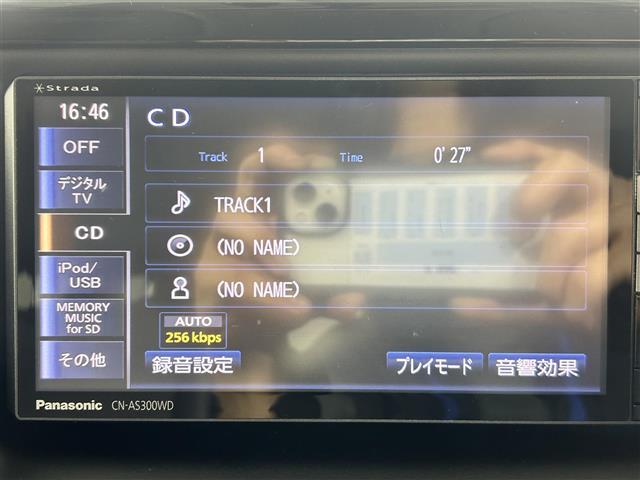 Strada
16:46
CD
OFF
Track 1 Time 0' 27"
デジタル
TV
TRACK1
CD
(NO NAME)
iPod/
USB
(NO NAME)
MEMORY
MUSIC
for SD
AUTO
256 kbps
その他
録音設定
プレイモード
音響効果
Panasonic CN-AS300WD